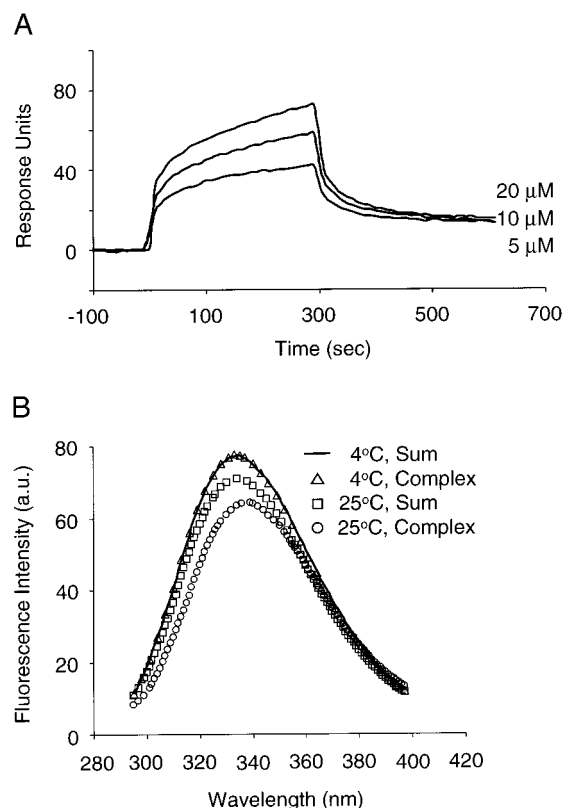 A
Response Units
80
40
0
-100
100
300
500
700
Time (sec)
20 µM
10 µM
5 µM
B
Fluorescence Intensity (a.u.)
80
60
40
20
0
4°C, Sum
4°C, Complex
25°C, Sum
25°C, Complex
280
300
320
340
360
380
400
420
Wavelength (nm)